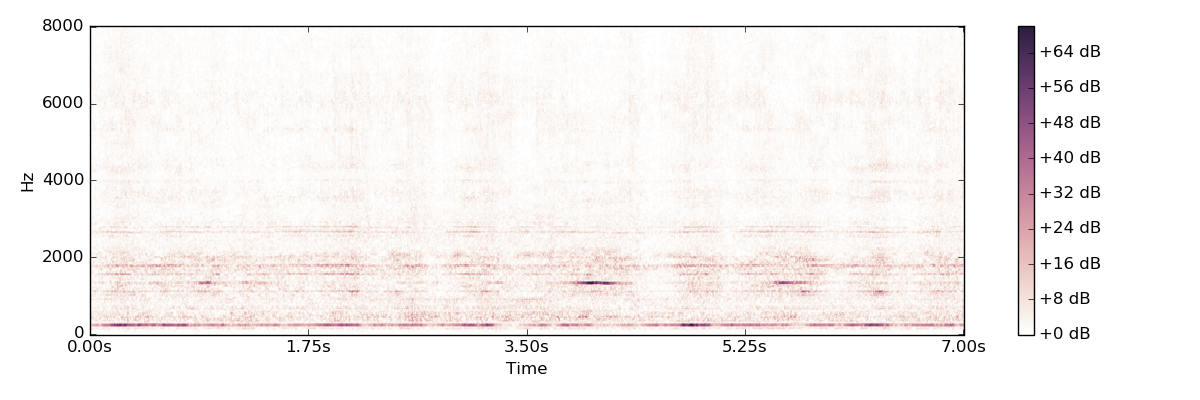 8000
6000
4000
2000
0
Hz
0.00s 1.75s 3.50s 5.25s 7.00s
Time
+64 dB
+56 dB
+48 dB
+40 dB
+32 dB
+24 dB
+16 dB
+8 dB
+0 dB